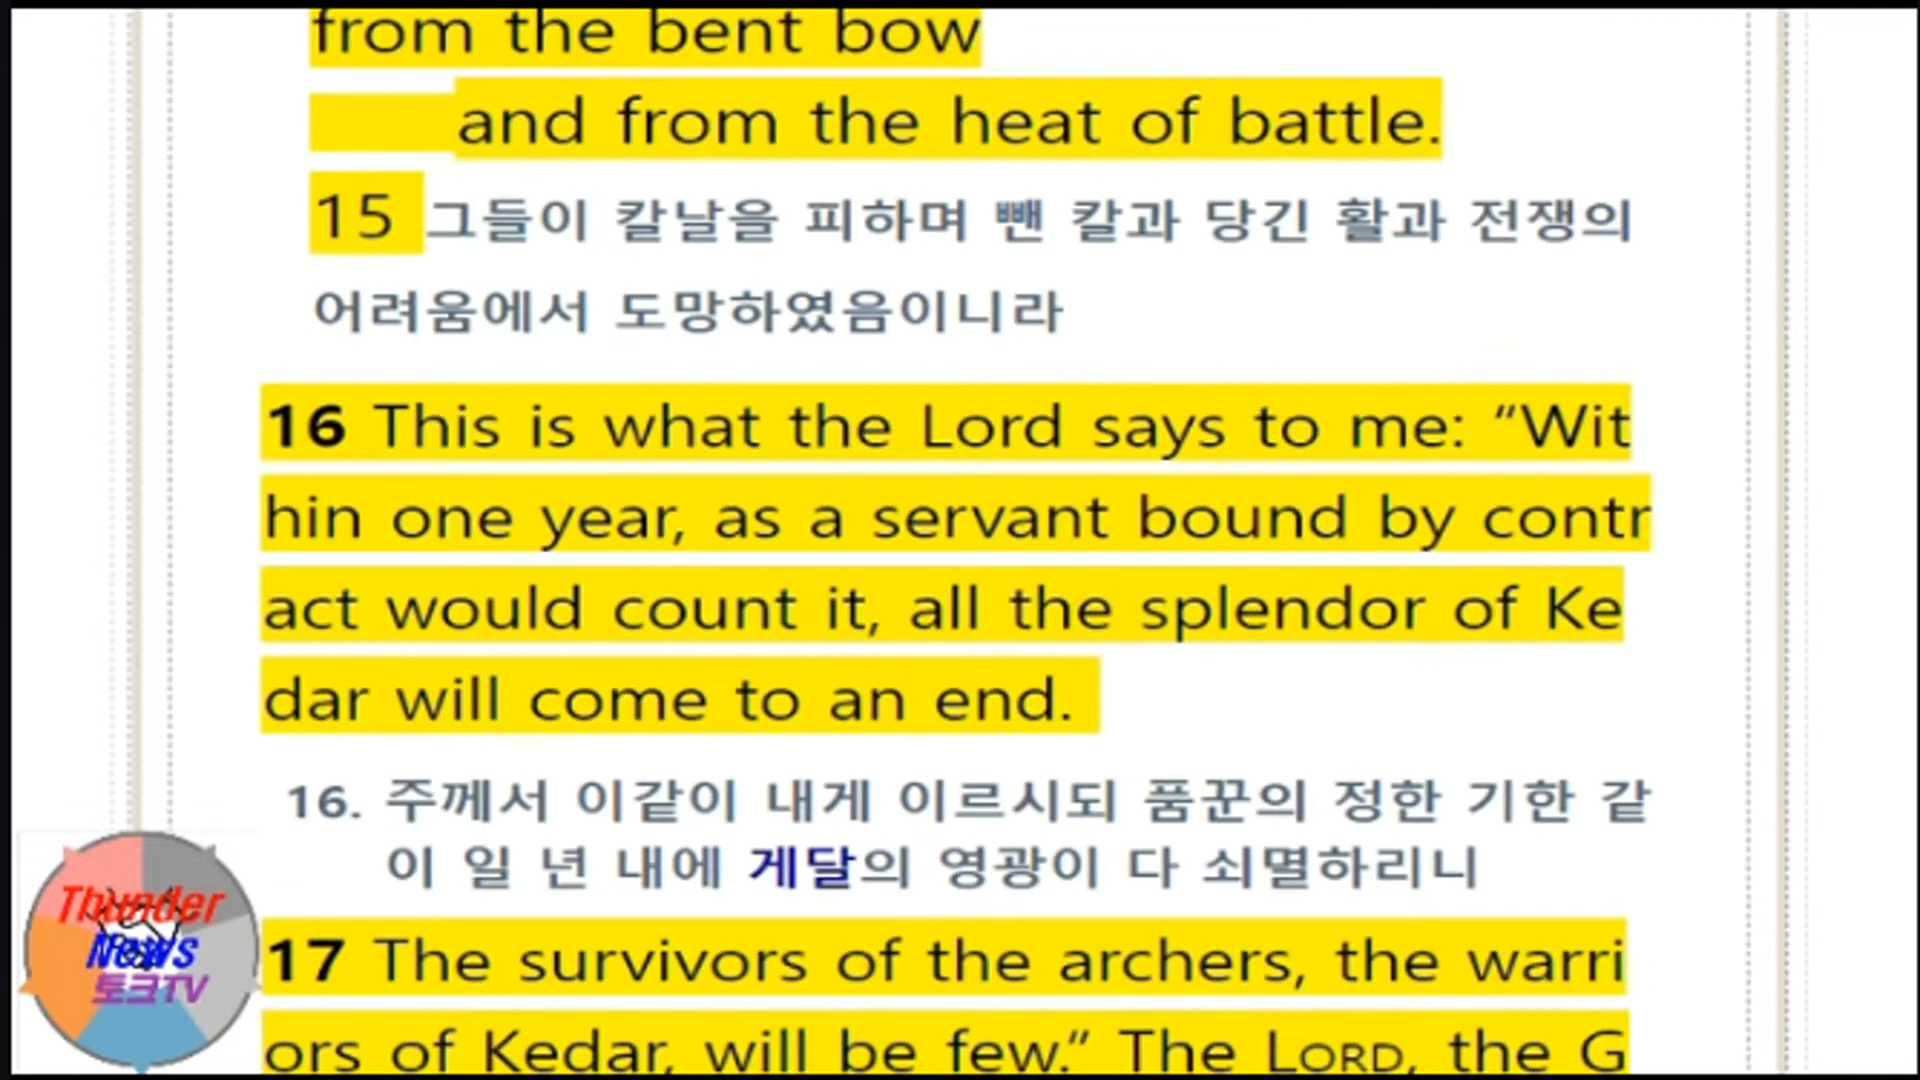 from the bent bow
and from the heat of battle.
15 그들이 칼날을 피하며 뺀 칼과 당긴 활과 전쟁의
어려움에서 도망하였음이니라
16 This is what the Lord says to me: “Wit
hin one year, as a servant bound by contr
act would count it, all the splendor of Ke
dar will come to an end.
16. 주께서 이같이 내게 이르시되 품꾼의 정한 기한 같
이 일 년 내에 게달의 영광이 다 쇠멸하리니
17 The survivors of the archers, the warri
ors of Kedar, will be few.” The LORD, the G
Thunder
News
토크TV